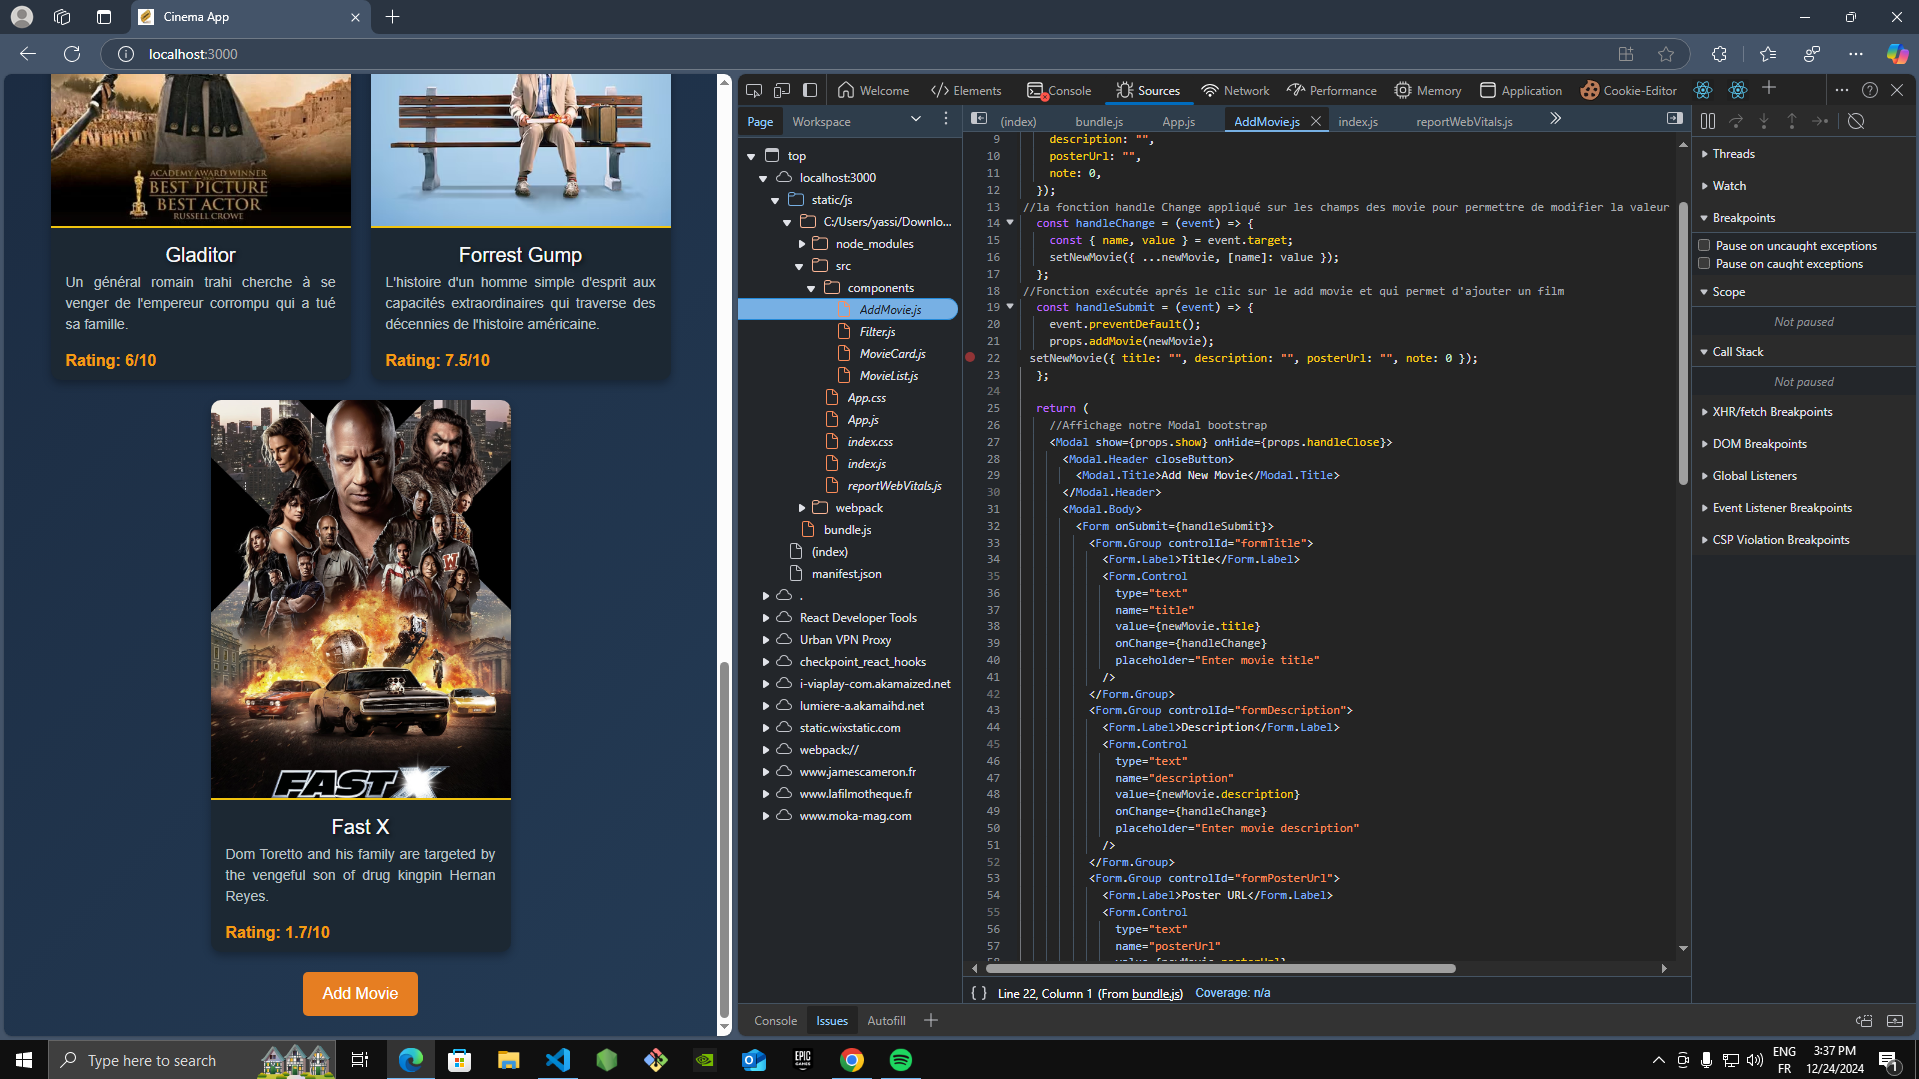 Cinema App
localhost:3000
ACADEMY AWARD WINNER
BEST PICTURE
BEST ACTOR
RUSSELL CROWE
Gladitor
Un général romain trahi cherche à se
venger de l'empereur corrompu qui a tué
sa famille.
Rating: 6/10
Forrest Gump
L'histoire d'un homme simple d'esprit aux
capacités extraordinaires qui traverse des
décennies de l'histoire américaine.
Rating: 7.5/10
FAST X
Fast X
Dom Toretto and his family are targeted by
the vengeful son of drug kingpin Hernan
Reyes.
Rating: 1.7/10
Add Movie
Welcome
Elements
Console
Sources
Network
Performance
Memory
Application
Cookie-Editor
Page
Workspace
top
localhost:3000
static/js
C:/Users/yassi/Downlo...
node_modules
src
components
AddMovie.js
Filter.js
MovieCard.js
MovieList.js
App.css
App.js
index.css
index.js
reportWebVitals.js
webpack
bundle.js
(index)
manifest.json
.
React Developer Tools
Urban VPN Proxy
checkpoint_react_hooks
i-viaplay-com.akamaized.net
lumiere-a.akamaihd.net
static.wixstatic.com
webpack://
www.jamescameron.fr
www.lafilmotheque.fr
www.moka-mag.com
(index)
bundle.js
App.js
AddMovie.js
index.js
reportWebVitals.js
9 description: "",
10 posterUrl: "",
11 note: 0,
12 });
13 //la fonction handle Change appliqué sur les champs des movie pour permettre de modifier la valeur
14 const handleChange = (event) => {
15 const { name, value } = event.target;
16 setNewMovie({ ...newMovie, [name]: value });
17 };
18 //Fonction exécutée aprés le clic sur le add movie et qui permet d'ajouter un film
19 const handleSubmit = (event) => {
20 event.preventDefault();
21 props.addMovie(newMovie);
22 setNewMovie({ title: "", description: "", posterUrl: "", note: 0 });
23 };
24
25 return (
26 //Affichage notre Modal bootstrap
27 <Modal show={props.show} onHide={props.handleClose}>
28 <Modal.Header closeButton>
29 <Modal.Title>Add New Movie</Modal.Title>
30 </Modal.Header>
31 <Modal.Body>
32 <Form onSubmit={handleSubmit}>
33 <Form.Group controlId="formTitle">
34 <Form.Label>Title</Form.Label>
35 <Form.Control
36 type="text"
37 name="title"
38 value={newMovie.title}
39 onChange={handleChange}
40 placeholder="Enter movie title"
41 />
42 </Form.Group>
43 <Form.Group controlId="formDescription">
44 <Form.Label>Description</Form.Label>
45 <Form.Control
46 type="text"
47 name="description"
48 value={newMovie.description}
49 onChange={handleChange}
50 placeholder="Enter movie description"
51 />
52 </Form.Group>
53 <Form.Group controlId="formPosterUrl">
54 <Form.Label>Poster URL</Form.Label>
55 <Form.Control
56 type="text"
57 name="posterUrl"
58 value={newMovie.posterUrl}
{ } Line 22, Column 1 (From bundle.js) Coverage: n/a
Threads
Watch
Breakpoints
Pause on uncaught exceptions
Pause on caught exceptions
Scope
Not paused
Call Stack
Not paused
XHR/fetch Breakpoints
DOM Breakpoints
Global Listeners
Event Listener Breakpoints
CSP Violation Breakpoints
Console
Issues
Autofill
Type here to search
EPIC
GAMES
ENG
FR
3:37 PM
12/24/2024
1